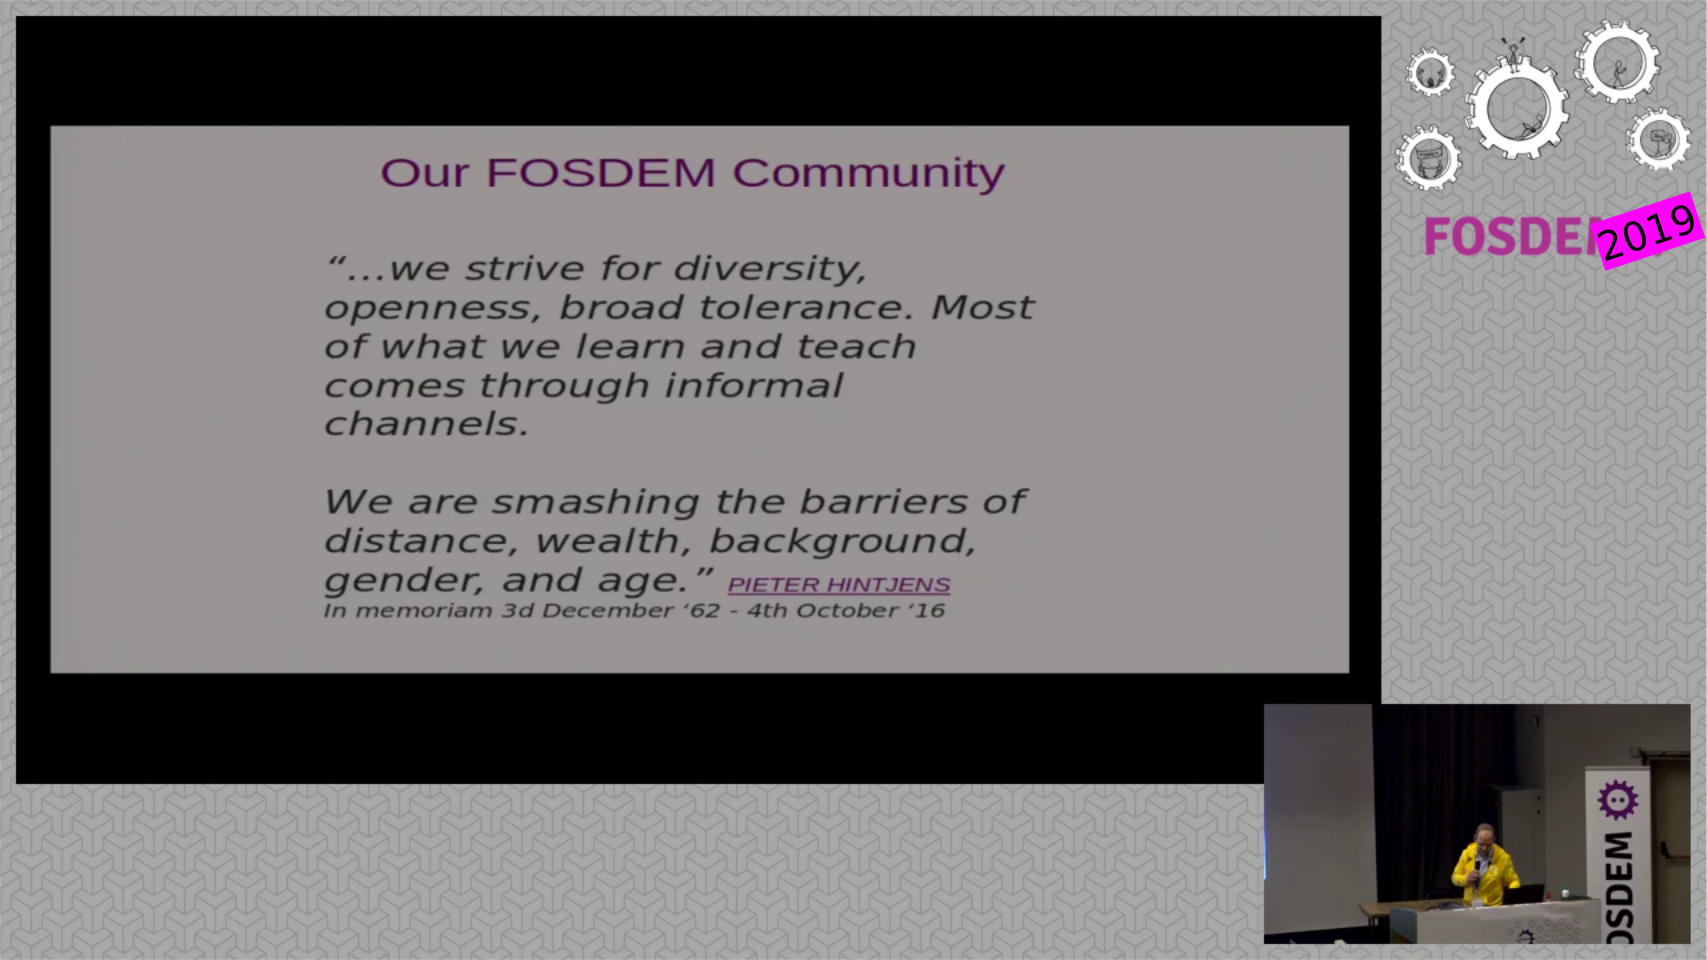 Our FOSDEM Community
“...we strive for diversity,
openness, broad tolerance. Most
of what we learn and teach
comes through informal
channels.
We are smashing the barriers of
distance, wealth, background,
gender, and age.” PIETER HINTJENS
In memoriam 3d December ‘62 - 4th October ‘16
FOSDEM
2019
OSDEM